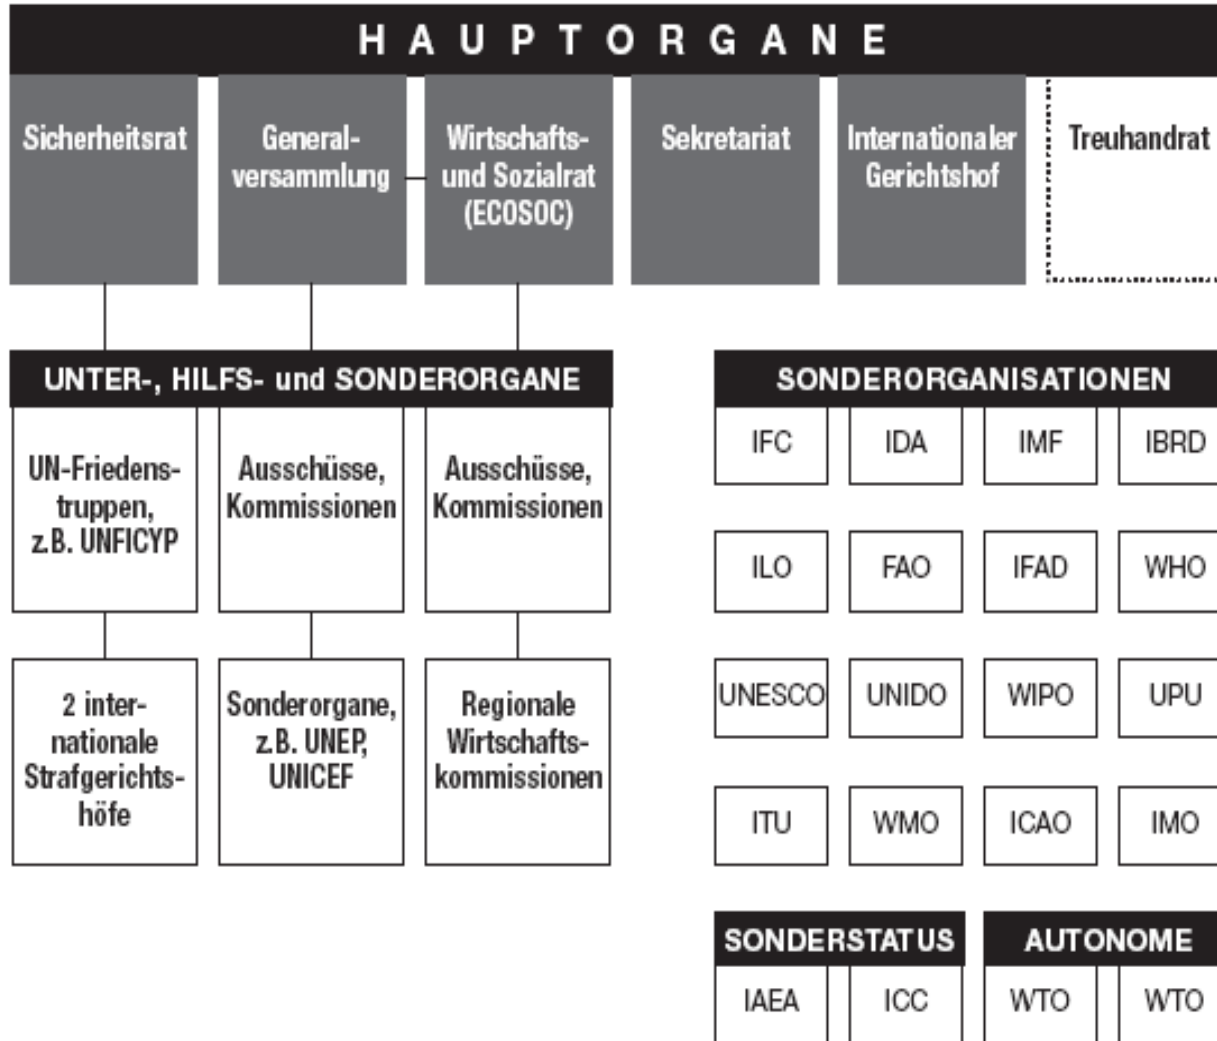 HAUPTORGANE
Sicherheitsrat
General-
versammlung
Wirtschafts-
und Sozialrat
(ECOSOC)
Sekretariat
Internationaler
Gerichtshof
Treuhandrat
UNTER-, HILFS- und SONDERORGANE
UN-Friedens-
truppen,
z.B. UNFICYP
Ausschüsse,
Kommissionen
Ausschüsse,
Kommissionen
2 inter-
nationale
Strafgerichts-
höfe
Sonderorgane,
z.B. UNEP,
UNICEF
Regionale
Wirtschafts-
kommissionen
SONDERORGANISATIONEN
IFC IDA IMF IBRD
ILO FAO IFAD WHO
UNESCO UNIDO WIPO UPU
ITU WMO ICAO IMO
SONDERSTATUS
IAEA ICC
AUTONOME
WTO WTO